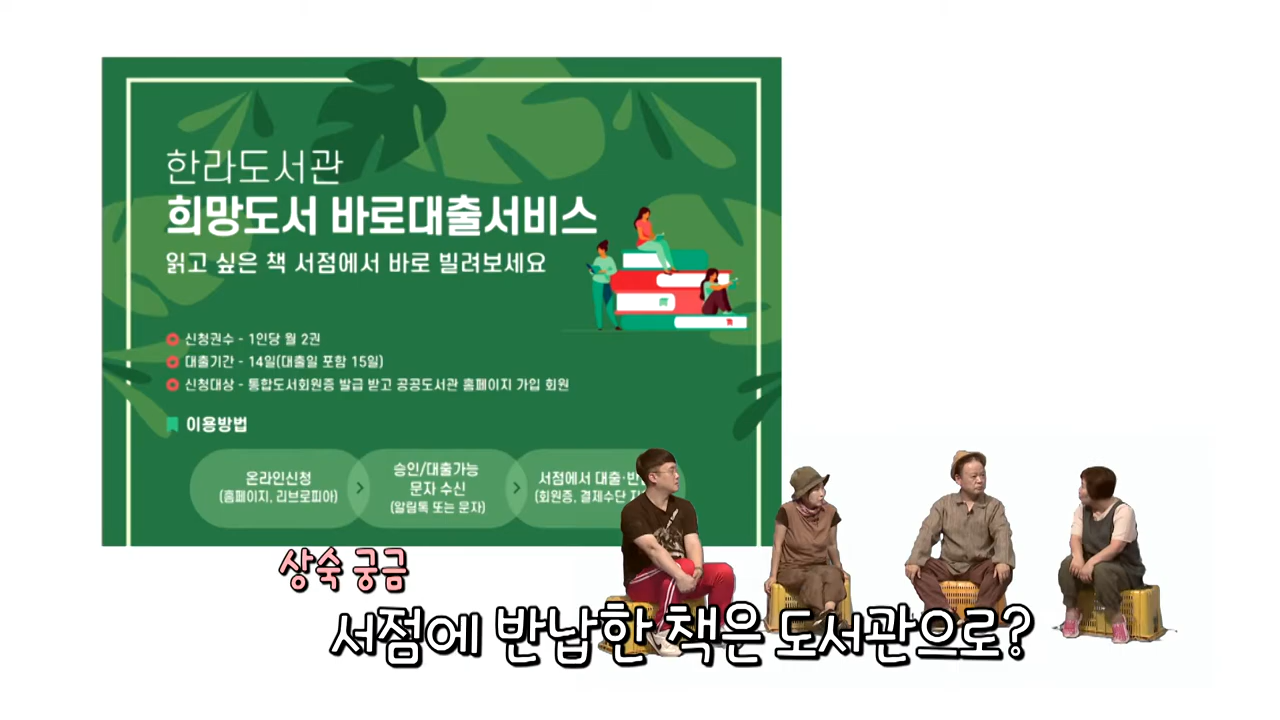 한라도서관
희망도서 바로대출서비스
읽고 싶은 책 서점에서 바로 빌려보세요
신청권수 - 1인당 월 2권
대출기간 - 14일(대출일 포함 15일)
신청대상 - 통합도서회원증 발급 받고 공공도서관 홈페이지 가입 회원
이용방법
온라인신청
(홈페이지, 리브로피아)
승인/대출가능
문자 수신
(알림톡 또는 문자)
서점에서 대출·반
(회원증, 결제수단
상숙 궁금
서점에 반납한 책은 도서관으로?